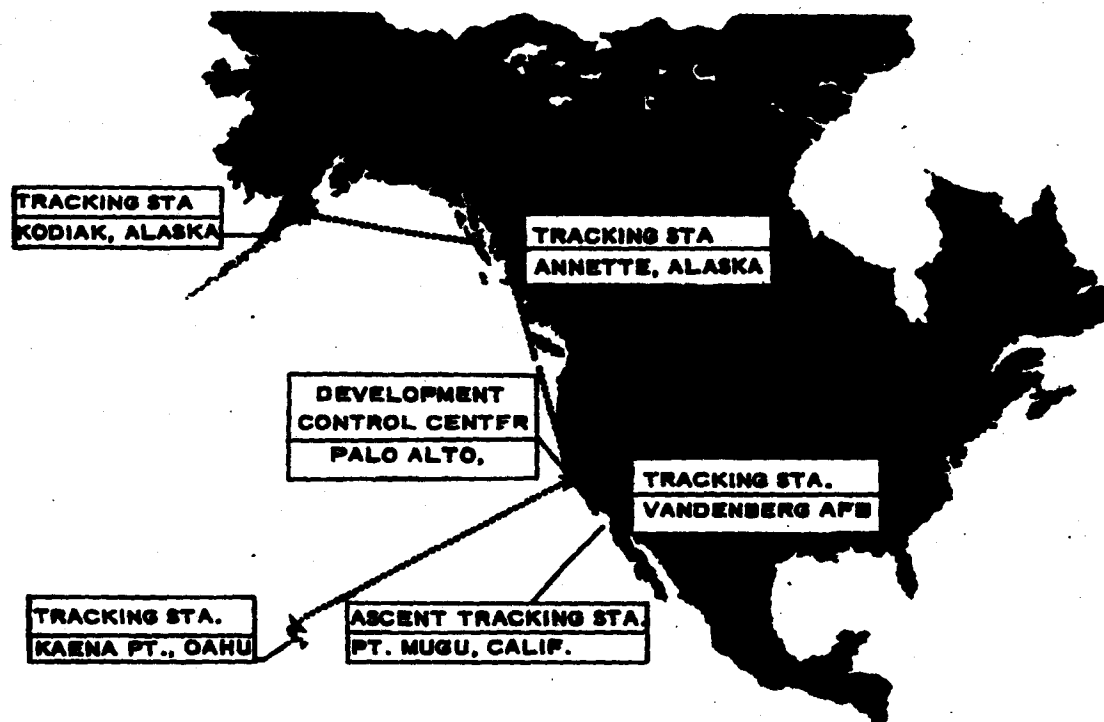 TRACKING STA
KODIAK, ALASKA
TRACKING STA
ANNETTE, ALASKA
DEVELOPMENT
CONTROL CENTFR
PALO ALTO,
TRACKING STA.
VANDENBERG AFB
TRACKING STA.
KAENA PT., OAHU
ASCENT TRACKING STA.
PT. MUGU, CALIF.